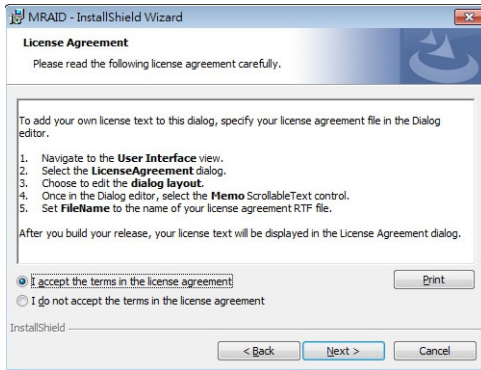 MRAID - InstallShield Wizard
License Agreement
Please read the following license agreement carefully.
To add your own license text to this dialog, specify your license agreement file in the Dialog
editor.
1. Navigate to the User Interface view.
2. Select the LicenseAgreement dialog.
3. Choose to edit the dialog layout.
4. Once in the Dialog editor, select the Memo ScrollableText control.
5. Set FileName to the name of your license agreement RTF file.
After you build your release, your license text will be displayed in the License Agreement dialog.
I accept the terms in the license agreement
Print
I do not accept the terms in the license agreement
InstallShield
< Back
Next >
Cancel